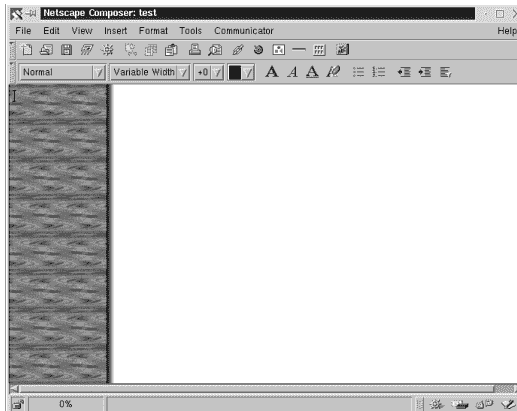 Netscape Composer: test
File Edit View Insert Format Tools Communicator Help
Normal Variable Width +0 A A A
0%